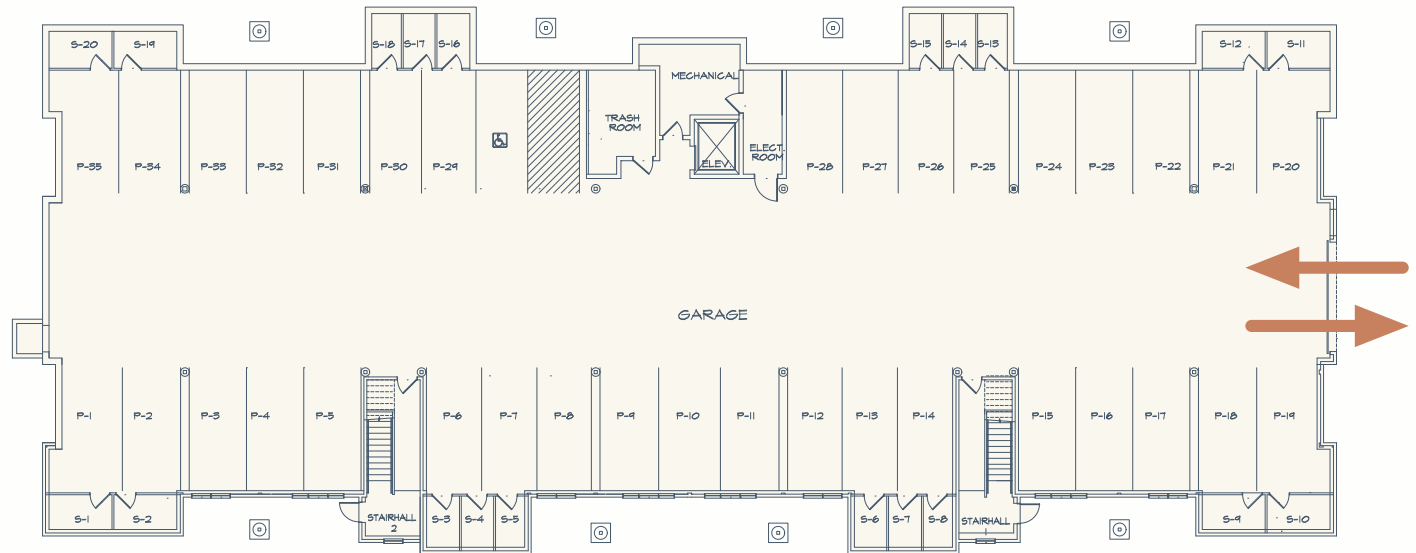 S-20 S-19 S-18 S-17 S-16 S-15 S-14 S-13 S-12 S-11
MECHANICAL
TRASH
ROOM
ELEV.
ELECT.
ROOM
P-35 P-34 P-33 P-32 P-31 P-30 P-29 P-28 P-27 P-26 P-25 P-24 P-23 P-22 P-21 P-20
GARAGE
P-1 P-2 P-3 P-4 P-5 P-6 P-7 P-8 P-9 P-10 P-11 P-12 P-13 P-14 P-15 P-16 P-17 P-18 P-19
S-1 S-2
STAIRHALL
2
S-3 S-4 S-5 S-6 S-7 S-8
STAIRHALL
1
S-9 S-10